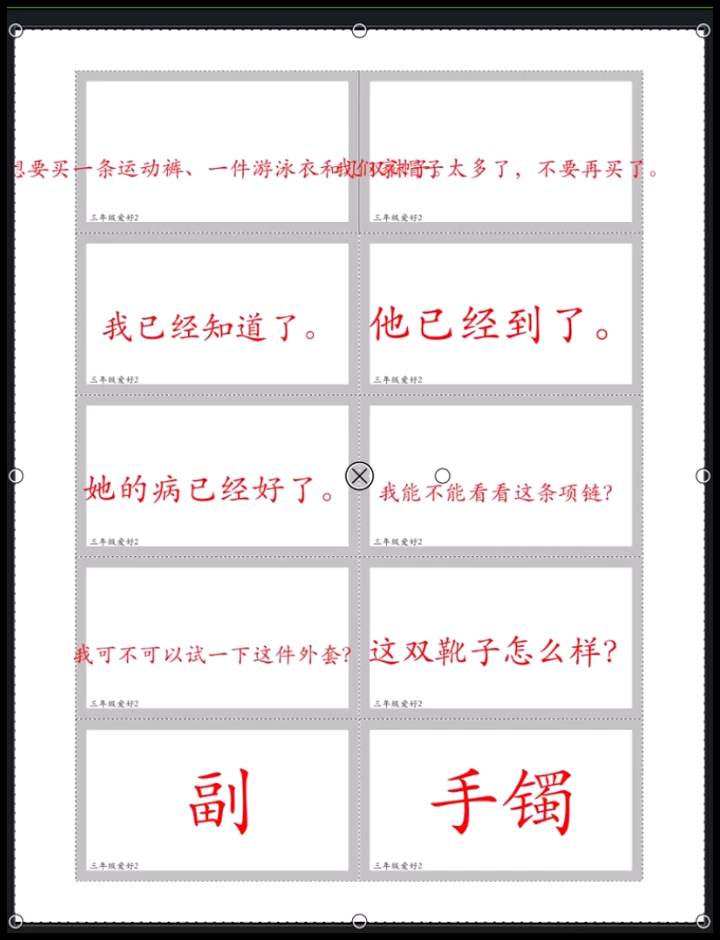 要买一条运动裤、一件游泳衣和
我们 帽子太多了，不要再买了。
三年级爱好2
三年级爱好2
我已经知道了。
他已经到了。
三年级爱好2
三年级爱好2
她的病已经好了。
我能不能看看这条项链？
三年级爱好2
三年级爱好2
我可不可以试一下这件外套？
这双靴子怎么样？
三年级爱好2
三年级爱好2
副
手镯
三年级爱好2
三年级爱好2